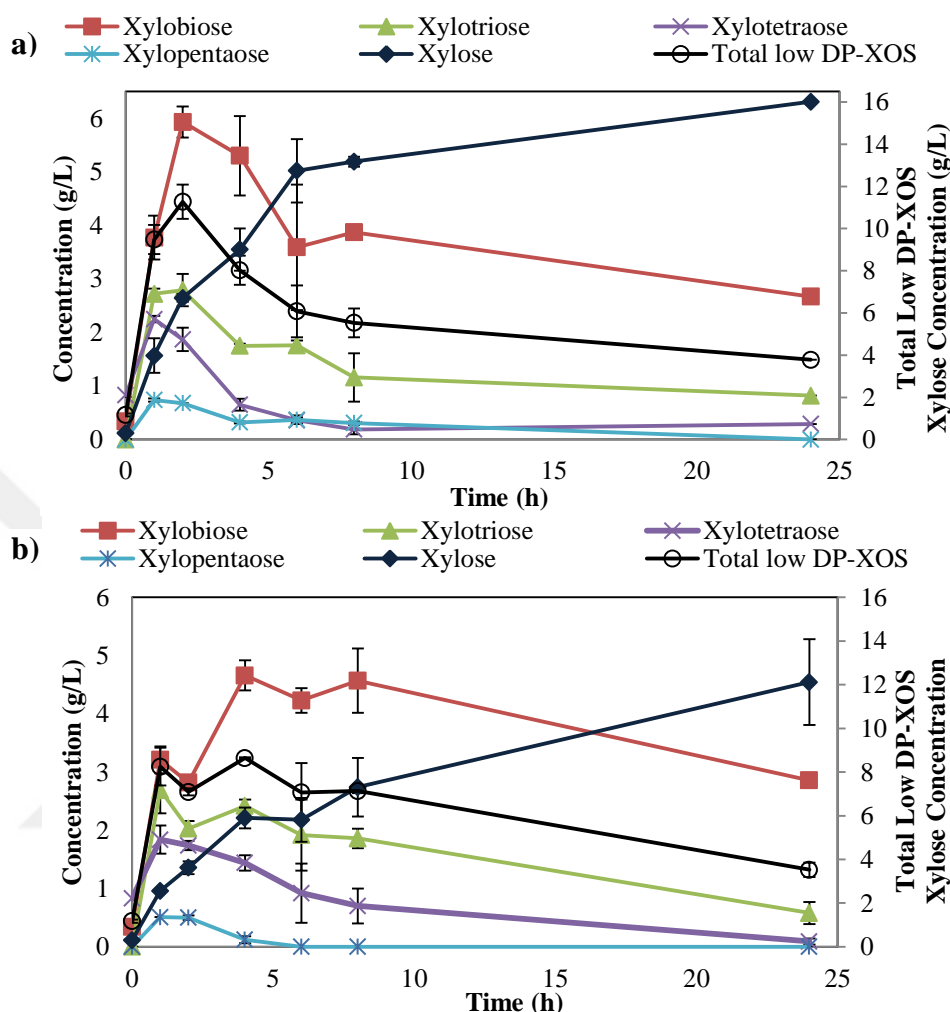 a)
Xylobiose Xylotriose Xylotetraose
Xylopentaose Xylose Total low DP-XOS
Concentration (g/L)
6
5
4
3
2
1
0
16
14
12
10
8
6
4
2
0
Total Low DP-XOS
Xylose Concentration (g/L)
0 5 10 15 20 25
Time (h)
b)
Xylobiose Xylotriose Xylotetraose
Xylopentaose Xylose Total low DP-XOS
Concentration (g/L)
6
5
4
3
2
1
0
16
14
12
10
8
6
4
2
0
Total Low DP-XOS
Xylose Concentration
0 5 10 15 20 25
Time (h)